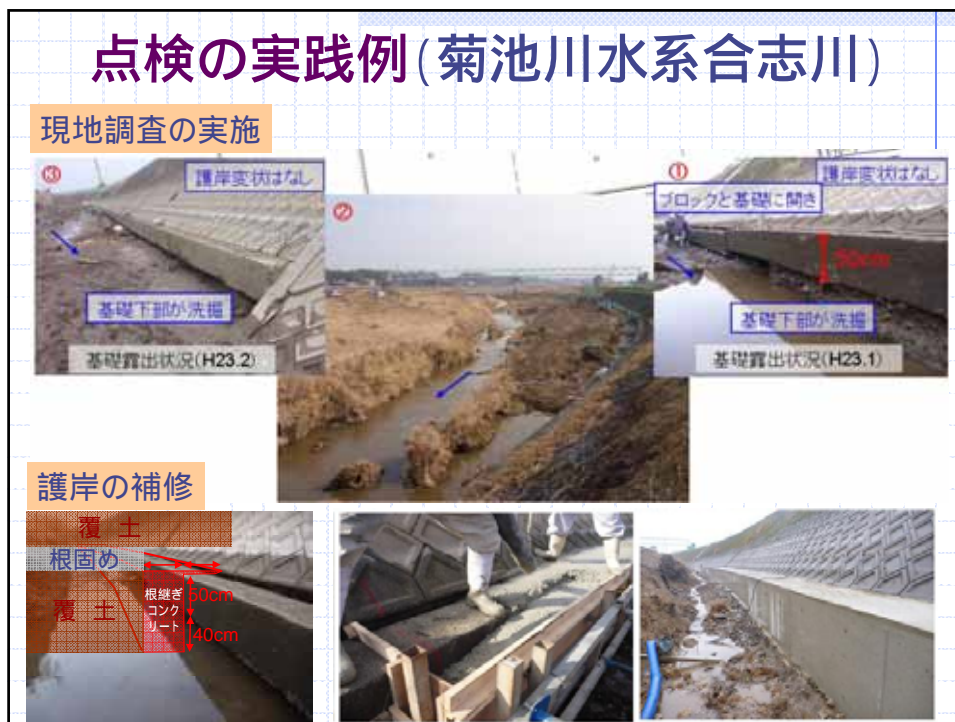 点検の実践例(菊池川水系合志川)
現地調査の実施
③
護岸変状はなし
基礎下部が洗掘
基礎露出状況(H23.2)
②
①
護岸変状はなし
ブロックと基礎に開き
50cm
基礎下部が洗掘
基礎露出状況(H23.1)
護岸の補修
覆 土
根固め
覆 土
根継ぎ
コンク
リート
50cm
40cm